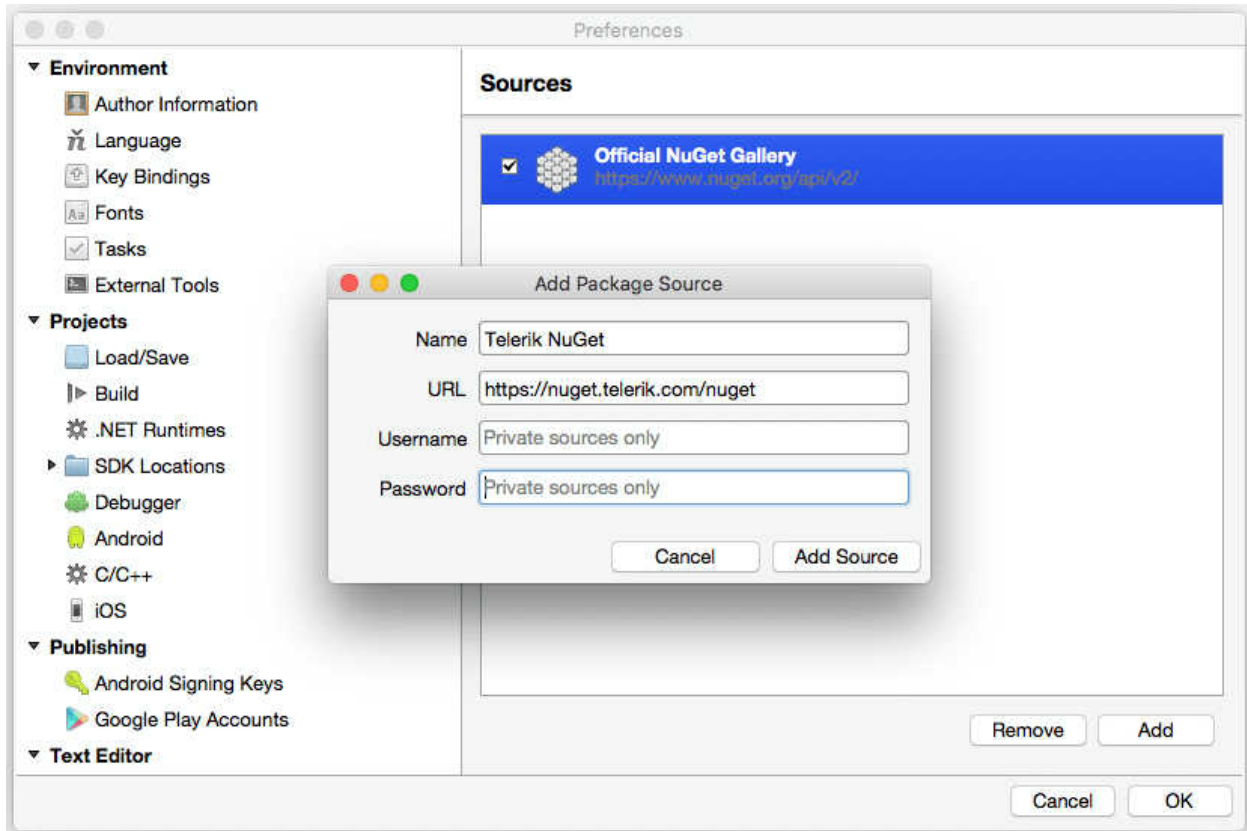 Preferences
Environment
Author Information
Language
Key Bindings
Fonts
Tasks
External Tools
Projects
Load/Save
Build
.NET Runtimes
SDK Locations
Debugger
Android
C/C++
iOS
Publishing
Android Signing Keys
Google Play Accounts
Text Editor
Sources
Official NuGet Gallery
https://www.nuget.org/api/v2/
Add Package Source
Name Telerik NuGet
URL https://nuget.telerik.com/nuget
Username Private sources only
Password Private sources only
Cancel Add Source
Remove Add
Cancel OK